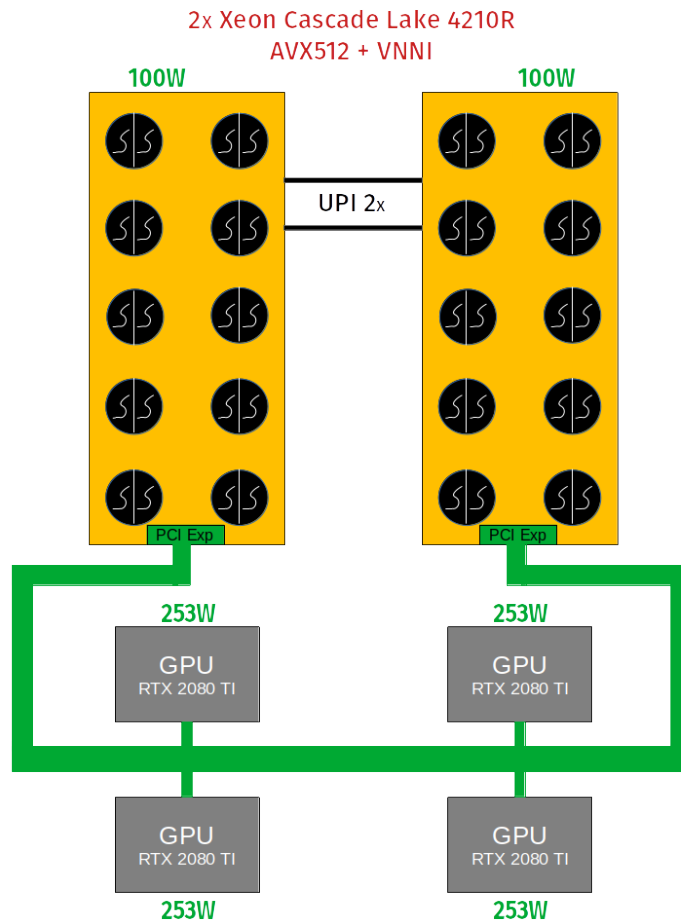 2x Xeon Cascade Lake 4210R
AVX512 + VNNI
100W
100W
UPI 2x
PCI Exp
PCI Exp
253W
253W
GPU
RTX 2080 TI
GPU
RTX 2080 TI
GPU
RTX 2080 TI
GPU
RTX 2080 TI
253W
253W